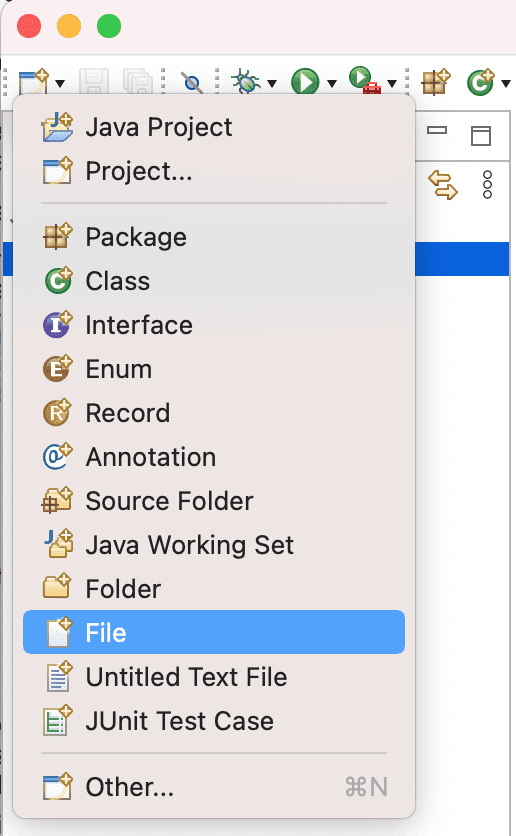 Java Project
Project...
Package
Class
Interface
Enum
Record
Annotation
Source Folder
Java Working Set
Folder
File
Untitled Text File
JUnit Test Case
Other... ⌘N